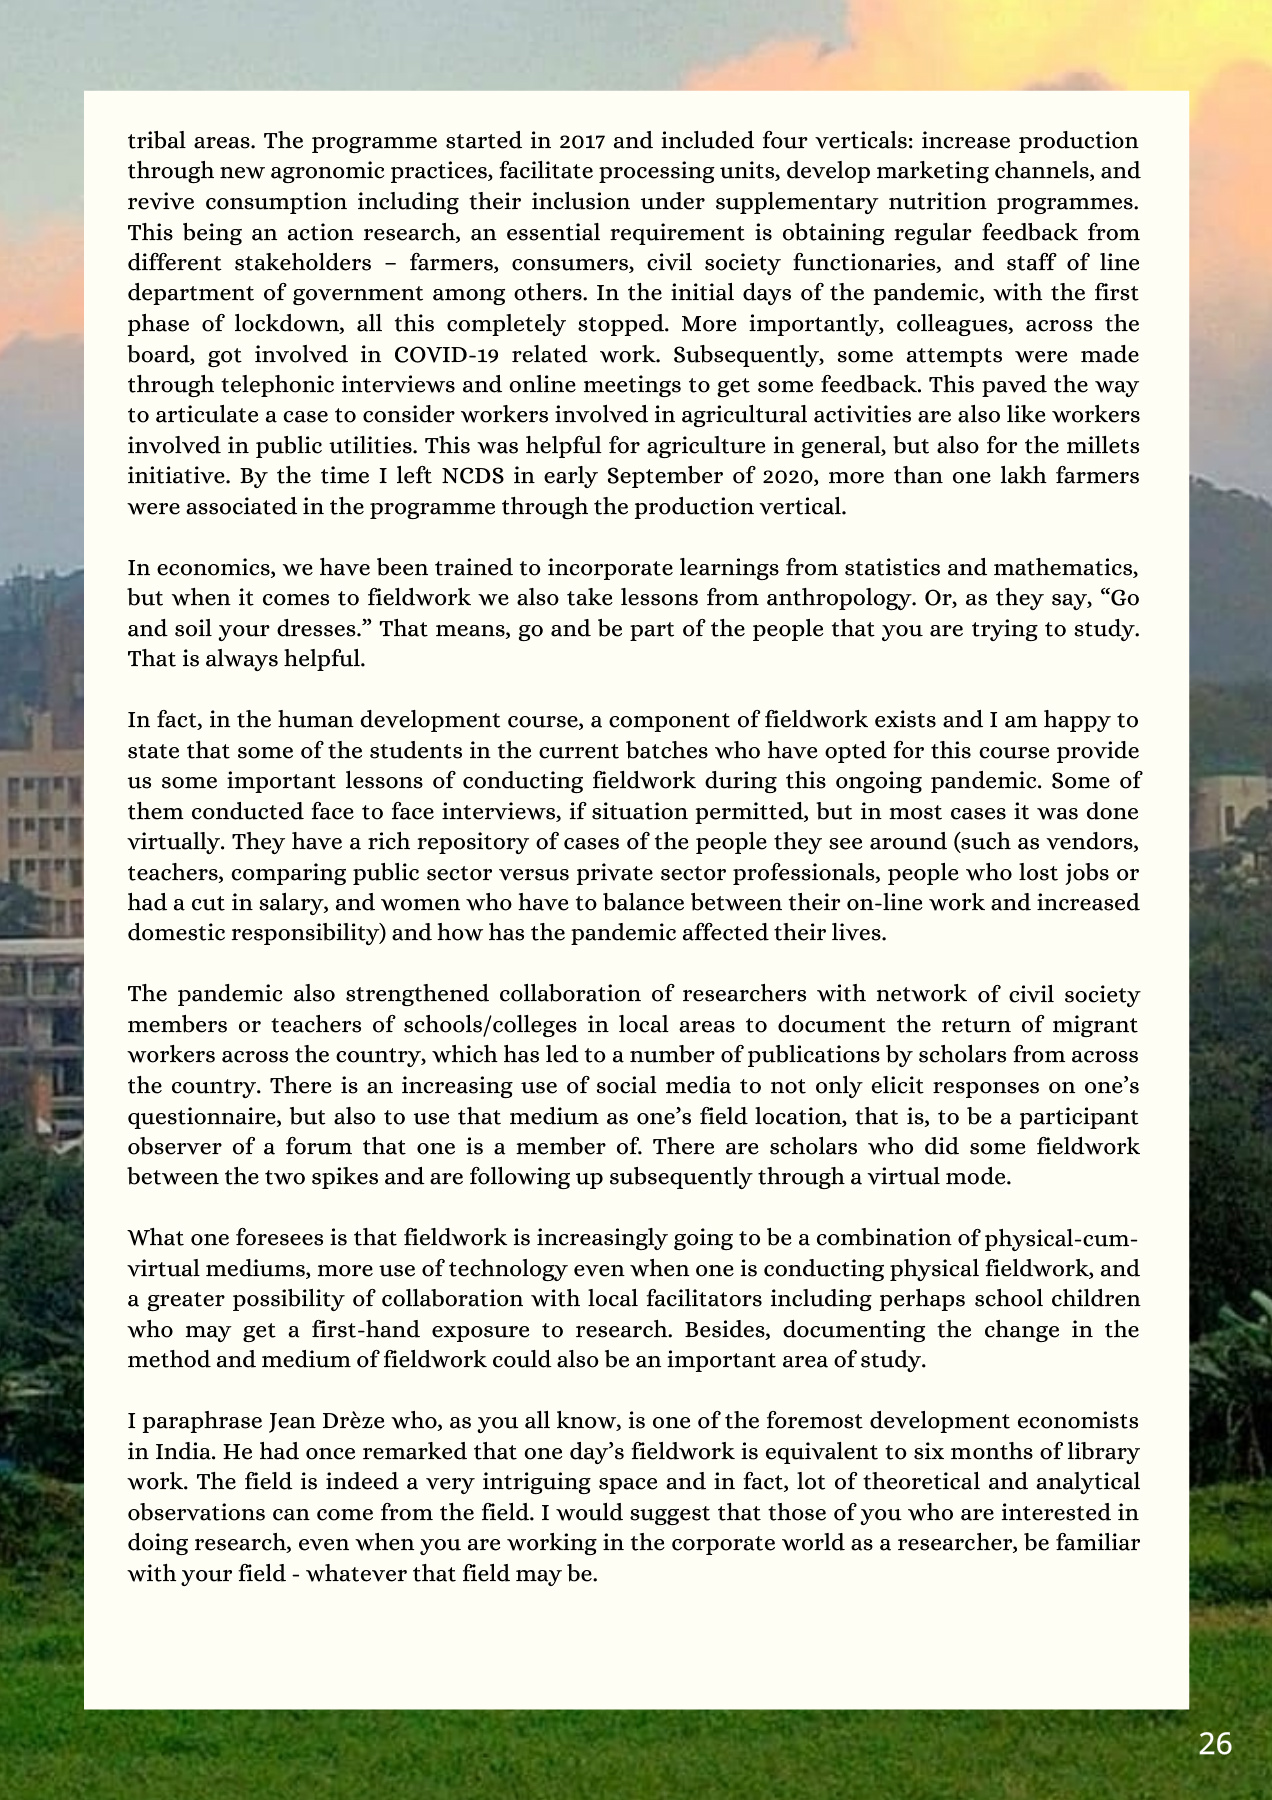 tribal areas. The programme started in 2017 and included four verticals: increase production
through new agronomic practices, facilitate processing units, develop marketing channels, and
revive consumption including their inclusion under supplementary nutrition programmes.
This being an action research, an essential requirement is obtaining regular feedback from
different stakeholders – farmers, consumers, civil society functionaries, and staff of line
department of government among others. In the initial days of the pandemic, with the first
phase of lockdown, all this completely stopped. More importantly, colleagues, across the
board, got involved in COVID-19 related work. Subsequently, some attempts were made
through telephonic interviews and online meetings to get some feedback. This paved the way
to articulate a case to consider workers involved in agricultural activities are also like workers
involved in public utilities. This was helpful for agriculture in general, but also for the millets
initiative. By the time I left NCDS in early September of 2020, more than one lakh farmers
were associated in the programme through the production vertical.
In economics, we have been trained to incorporate learnings from statistics and mathematics,
but when it comes to fieldwork we also take lessons from anthropology. Or, as they say, “Go
and soil your dresses.” That means, go and be part of the people that you are trying to study.
That is always helpful.
In fact, in the human development course, a component of fieldwork exists and I am happy to
state that some of the students in the current batches who have opted for this course provide
us some important lessons of conducting fieldwork during this ongoing pandemic. Some of
them conducted face to face interviews, if situation permitted, but in most cases it was done
virtually. They have a rich repository of cases of the people they see around (such as vendors,
teachers, comparing public sector versus private sector professionals, people who lost jobs or
had a cut in salary, and women who have to balance between their on-line work and increased
domestic responsibility) and how has the pandemic affected their lives.
The pandemic also strengthened collaboration of researchers with network of civil society
members or teachers of schools/colleges in local areas to document the return of migrant
workers across the country, which has led to a number of publications by scholars from across
the country. There is an increasing use of social media to not only elicit responses on one’s
questionnaire, but also to use that medium as one’s field location, that is, to be a participant
observer of a forum that one is a member of. There are scholars who did some fieldwork
between the two spikes and are following up subsequently through a virtual mode.
What one foresees is that fieldwork is increasingly going to be a combination of physical-cum-
virtual mediums, more use of technology even when one is conducting physical fieldwork, and
a greater possibility of collaboration with local facilitators including perhaps school children
who may get a first-hand exposure to research. Besides, documenting the change in the
method and medium of fieldwork could also be an important area of study.
I paraphrase Jean Drèze who, as you all know, is one of the foremost development economists
in India. He had once remarked that one day’s fieldwork is equivalent to six months of library
work. The field is indeed a very intriguing space and in fact, lot of theoretical and analytical
observations can come from the field. I would suggest that those of you who are interested in
doing research, even when you are working in the corporate world as a researcher, be familiar
with your field - whatever that field may be.
26